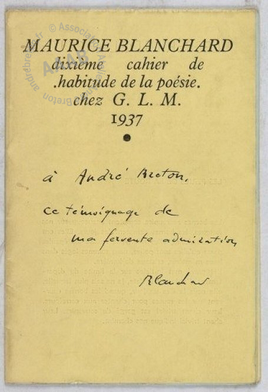 MAURICE BLANCHARD
dixième cahier de
.habitude de la poésie.
chez G. L. M.
1937
à André Breton,
ce témoignage de
ma fervente admiration
Blanchard